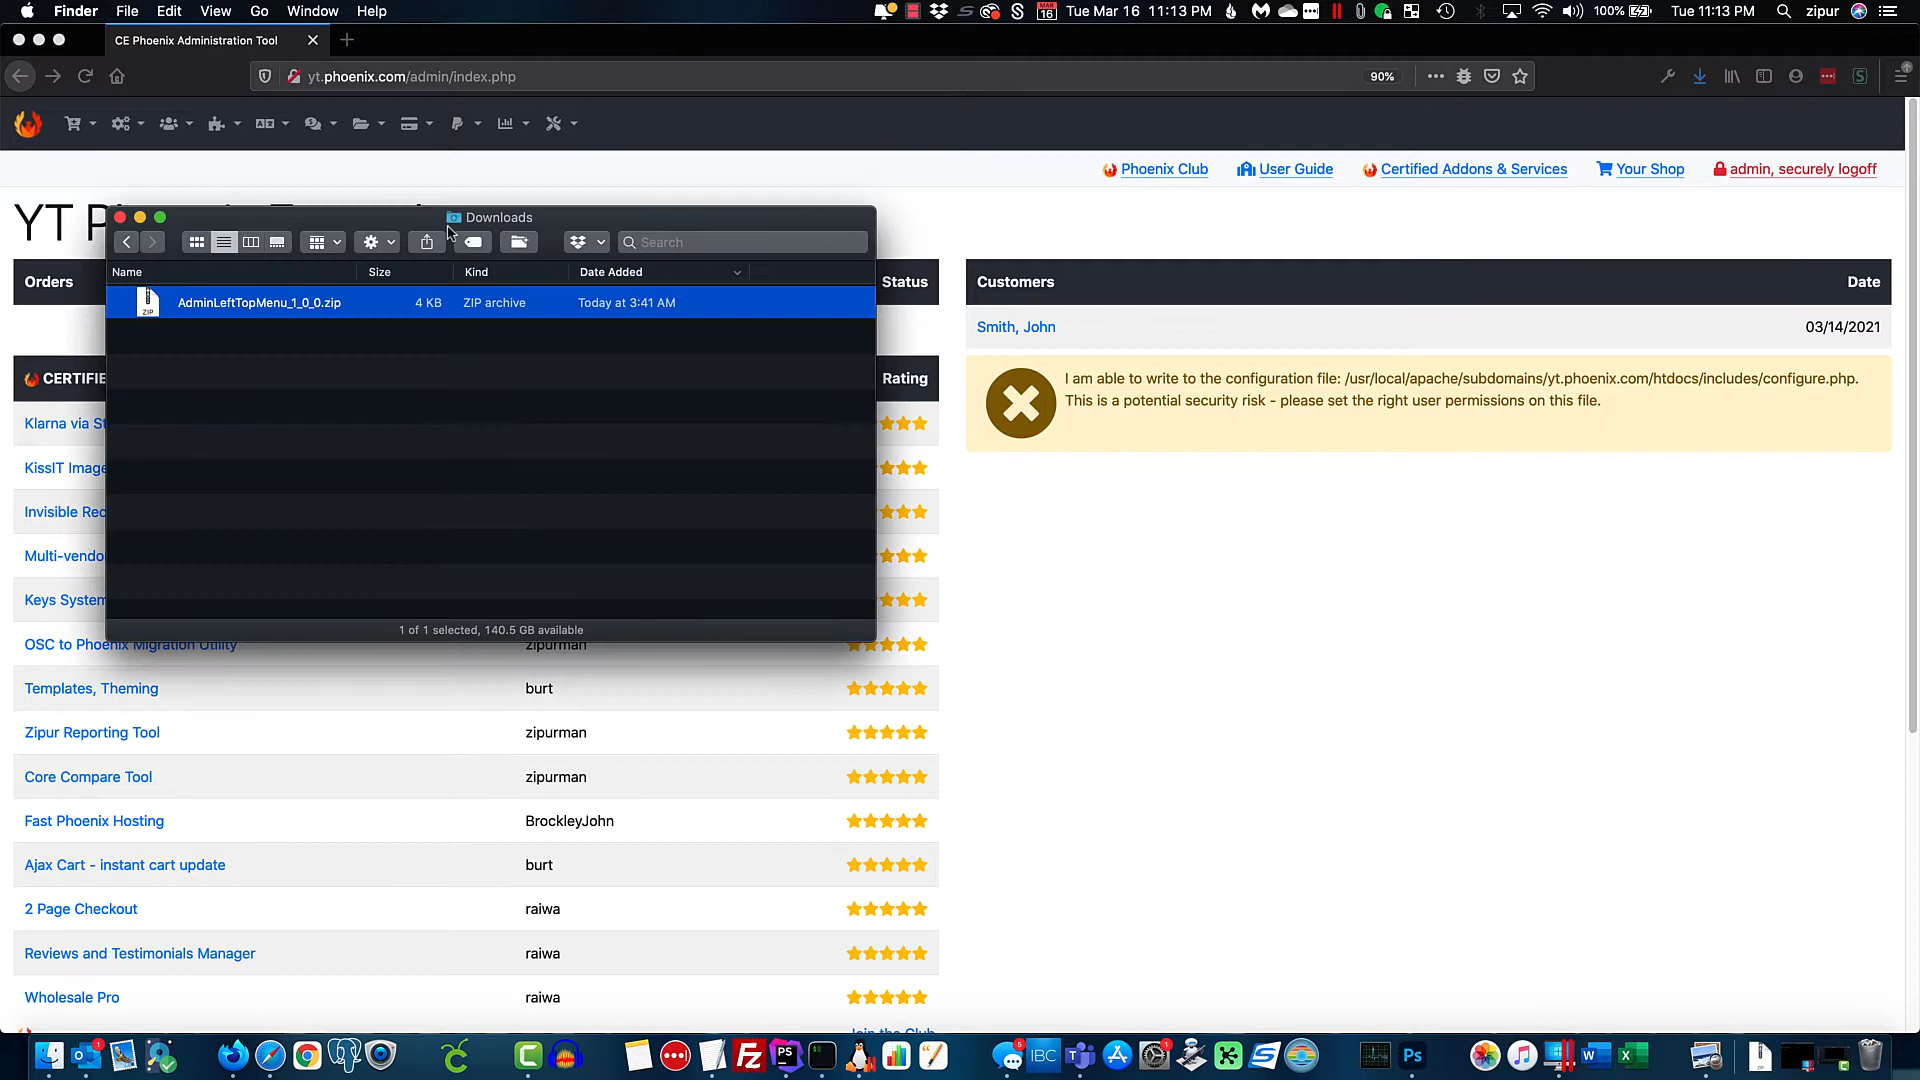 Finder File Edit View Go Window Help
MAR 16 Tue Mar 16 11:13 PM 100% Tue 11:13 PM zipur
CE Phoenix Administration Tool
yt.phoenix.com/admin/index.php 90%
Phoenix Club User Guide Certified Addons & Services Your Shop admin, securely logoff
YT P
Downloads
Search
Name Size Kind Date Added
AdminLeftTopMenu_1_0_0.zip 4 KB ZIP archive Today at 3:41 AM
ZIP
1 of 1 selected, 140.5 GB available
Orders Status
Customers Date
Smith, John 03/14/2021
I am able to write to the configuration file: /usr/local/apache/subdomains/yt.phoenix.com/htdocs/includes/configure.php.
This is a potential security risk - please set the right user permissions on this file.
CERTIFIE Rating
Klarna via St
KissIT Image
Invisible Rec
Multi-vendo
Keys System
OSC to Phoenix Migration Utility zipurman
Templates, Theming burt
Zipur Reporting Tool zipurman
Core Compare Tool zipurman
Fast Phoenix Hosting BrockleyJohn
Ajax Cart - instant cart update burt
2 Page Checkout raiwa
Reviews and Testimonials Manager raiwa
Wholesale Pro raiwa
Join the Club